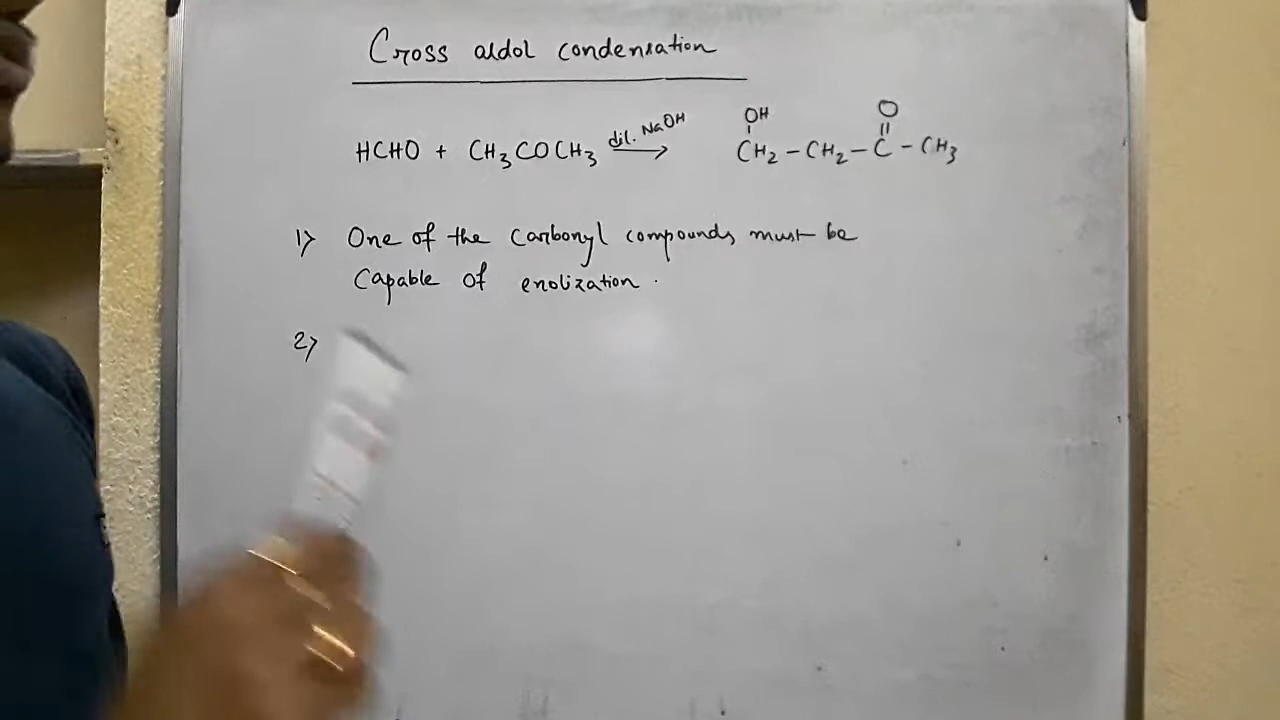 Cross aldol condensation
HCHO + CH3COCH3 dil. NaOH → OH CH2 – CH2 – C – CH3 O
1) One of the carbonyl compounds must be
capable of enolization.
2)